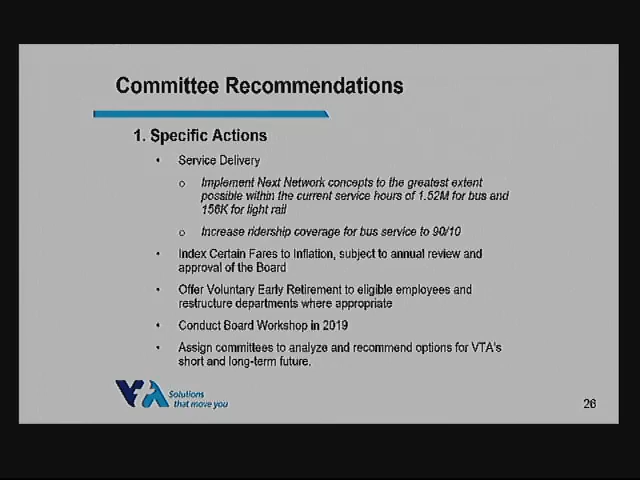 Committee Recommendations
1. Specific Actions
• Service Delivery
o Implement Next Network concepts to the greatest extent
possible within the current service hours of 1.52M for bus and
156K for light rail
o Increase ridership coverage for bus service to 90/10
• Index Certain Fares to Inflation, subject to annual review and
approval of the Board
• Offer Voluntary Early Retirement to eligible employees and
restructure departments where appropriate
• Conduct Board Workshop in 2019
• Assign committees to analyze and recommend options for VTA's
short and long-term future.
VTA Solutions
that move you
26